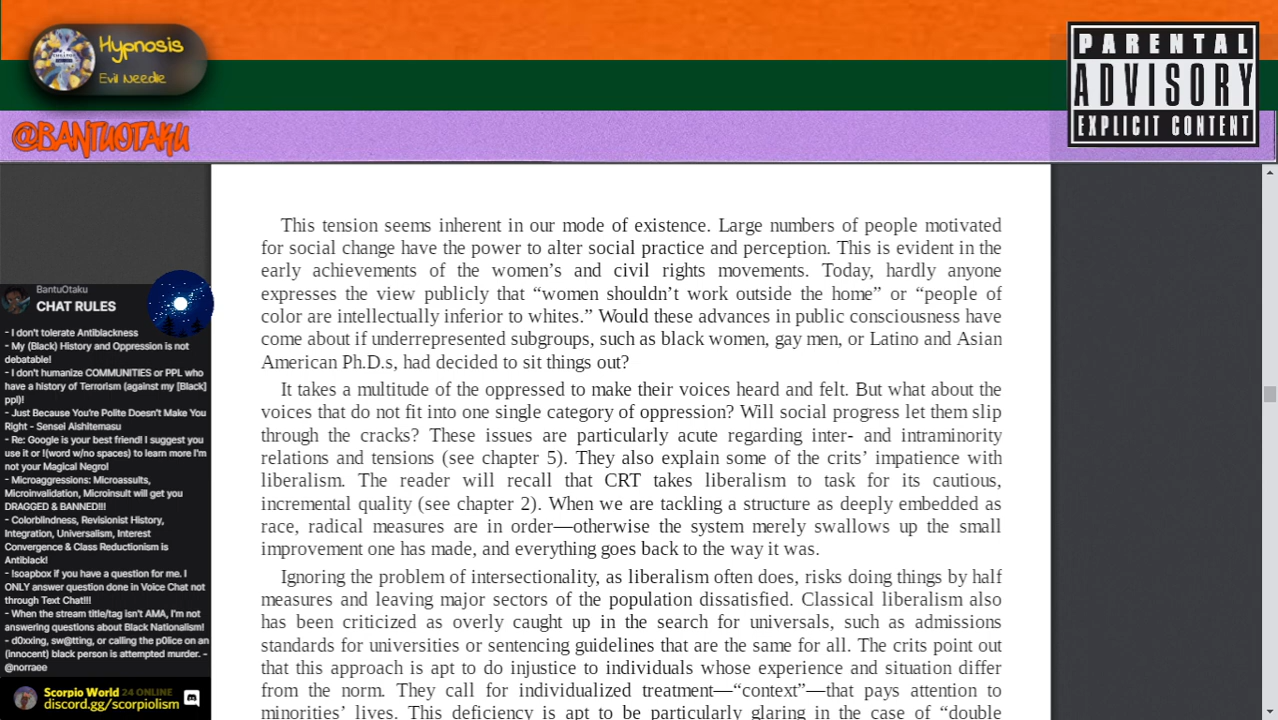 Hypnosis
Evil Needle
PARENTAL
ADVISORY
EXPLICIT CONTENT
@BANTUOTAKU
This tension seems inherent in our mode of existence. Large numbers of people motivated
for social change have the power to alter social practice and perception. This is evident in the
early achievements of the women’s and civil rights movements. Today, hardly anyone
expresses the view publicly that “women shouldn’t work outside the home” or “people of
color are intellectually inferior to whites.” Would these advances in public consciousness have
come about if underrepresented subgroups, such as black women, gay men, or Latino and Asian
American Ph.D.s, had decided to sit things out?
It takes a multitude of the oppressed to make their voices heard and felt. But what about the
voices that do not fit into one single category of oppression? Will social progress let them slip
through the cracks? These issues are particularly acute regarding inter- and intraminority
relations and tensions (see chapter 5). They also explain some of the crits’ impatience with
liberalism. The reader will recall that CRT takes liberalism to task for its cautious,
incremental quality (see chapter 2). When we are tackling a structure as deeply embedded as
race, radical measures are in order—otherwise the system merely swallows up the small
improvement one has made, and everything goes back to the way it was.
Ignoring the problem of intersectionality, as liberalism often does, risks doing things by half
measures and leaving major sectors of the population dissatisfied. Classical liberalism also
has been criticized as overly caught up in the search for universals, such as admissions
standards for universities or sentencing guidelines that are the same for all. The crits point out
that this approach is apt to do injustice to individuals whose experience and situation differ
from the norm. They call for individualized treatment—“context”—that pays attention to
minorities’ lives. This deficiency is apt to be particularly glaring in the case of “double
BantuOtaku
CHAT RULES
- I don't tolerate Antiblackness
- My (Black) History and Oppression is not
debatable!
- I don't humanize COMMUNITIES or PPL who
have a history of Terrorism (against my [Black]
ppl)!
- Just Because You're Polite Doesn't Make You
Right - Sensei Aishitemasu
- Re: Google is your best friend! I suggest you
use it or !(word w/no spaces) to learn more I'm
not your Magical Negro!
- Microaggressions: Microassults,
Microinvalidation, Microinsult will get you
DRAGGED & BANNED!!!
- Colorblindness, Revisionist History,
Integration, Universalism, Interest
Convergence & Class Reductionism is
Antiblack!
- !soapbox if you have a question for me. I
ONLY answer question done in Voice Chat not
through Text Chat!!!
- When the stream title/tag isn't AMA, I'm not
answering questions about Black Nationalism!
- d0xxing, sw@tting, or calling the p0lice on an
(innocent) black person is attempted murder. -
@norraee
Scorpio World 24 ONLINE
discord.gg/scorpiolism